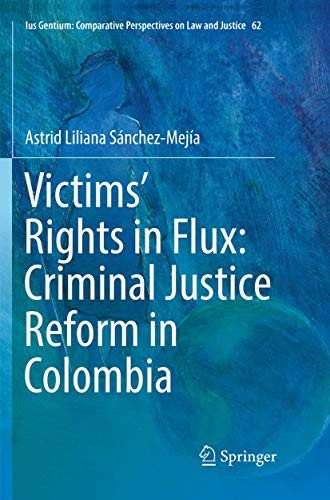 Ius Gentium: Comparative Perspectives on Law and Justice 62
Astrid Liliana Sánchez-Mejía
Victims’
Rights in Flux:
Criminal Justice
Reform in
Colombia
Springer